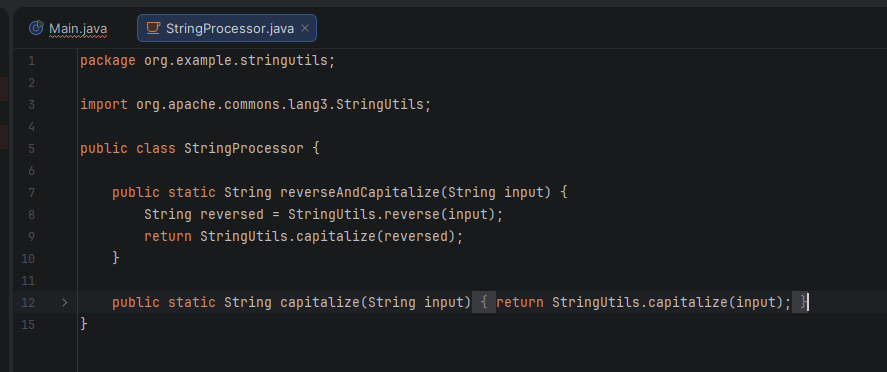 Main.java StringProcessor.java
1 package org.example.stringutils;
2
3 import org.apache.commons.lang3.StringUtils;
4
5 public class StringProcessor {
6
7     public static String reverseAndCapitalize(String input) {
8         String reversed = StringUtils.reverse(input);
9         return StringUtils.capitalize(reversed);
10     }
11
12     public static String capitalize(String input) { return StringUtils.capitalize(input); }
15 }